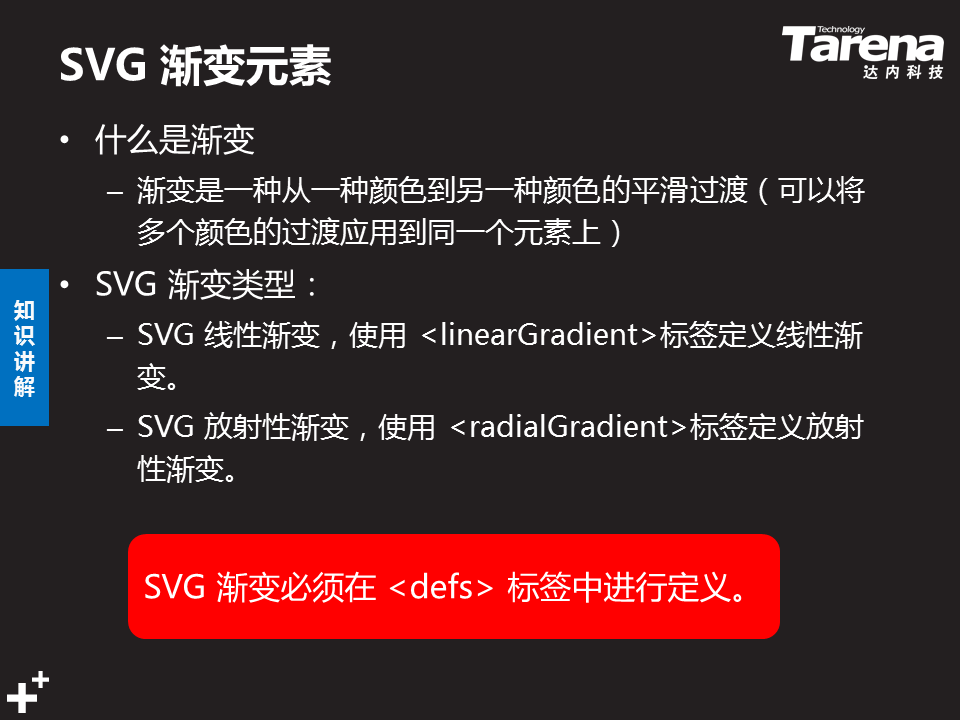 SVG 渐变元素
Technology
Tarena
达内科技
• 什么是渐变
– 渐变是一种从一种颜色到另一种颜色的平滑过渡（可以将
多个颜色的过渡应用到同一个元素上）
• SVG 渐变类型：
– SVG 线性渐变，使用 <linearGradient>标签定义线性渐
变。
– SVG 放射性渐变，使用 <radialGradient>标签定义放射
性渐变。
知识讲解
SVG 渐变必须在 <defs> 标签中进行定义。